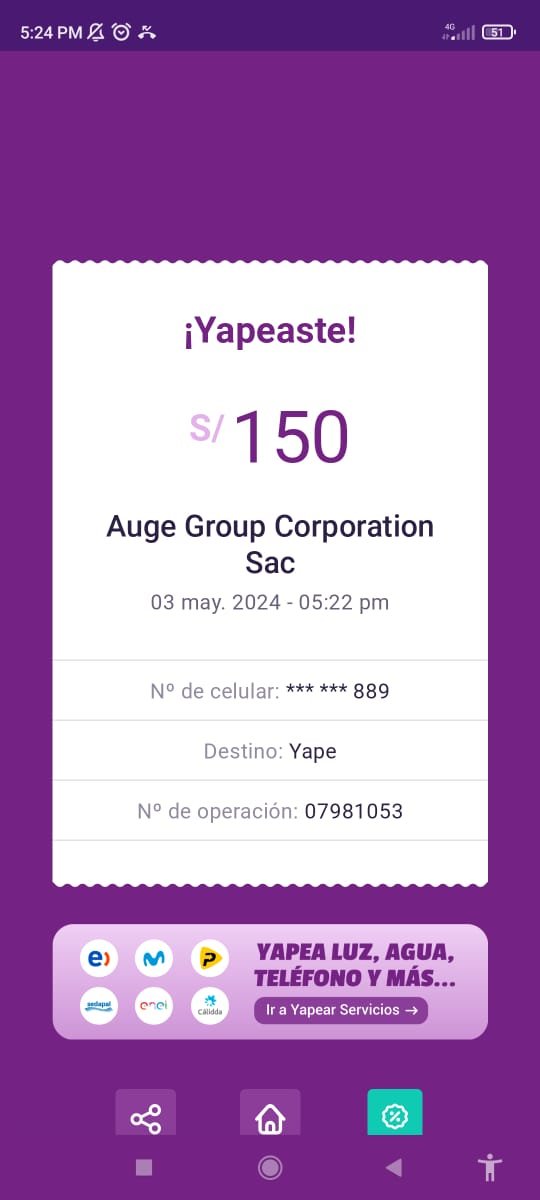 5:24 PM
4G
51
¡Yapeaste!
S/ 150
Auge Group Corporation
Sac
03 may. 2024 - 05:22 pm
Nº de celular: *** *** 889
Destino: Yape
Nº de operación: 07981053
e)
P
sedapal
enel
Cálidda
YAPEA LUZ, AGUA,
TELÉFONO Y MÁS...
Ir a Yapear Servicios →